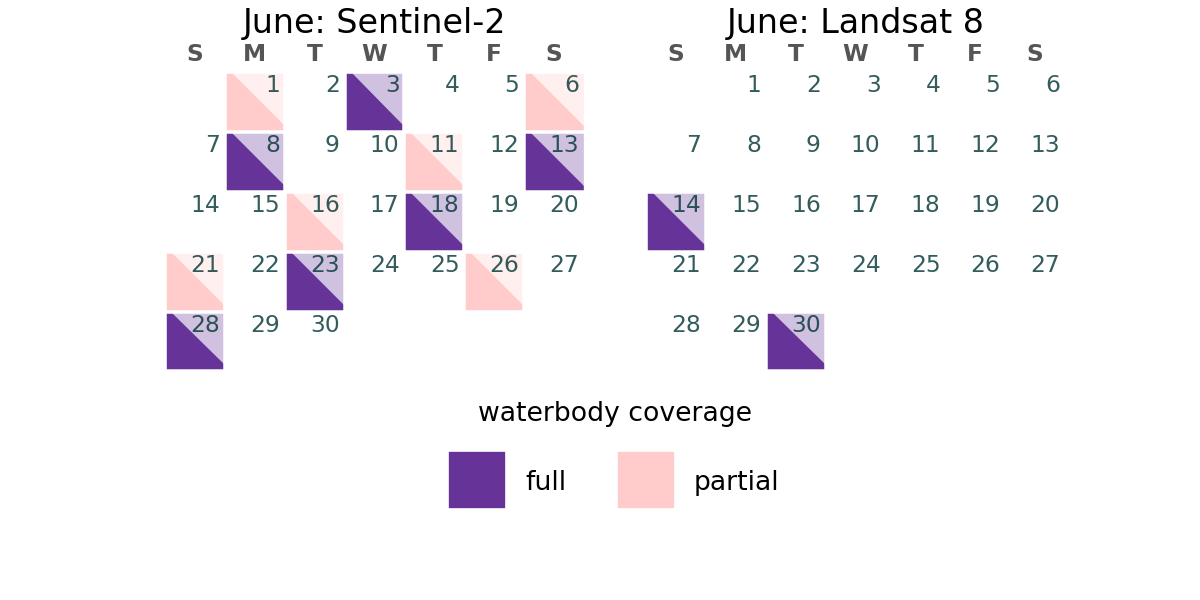 June: Sentinel-2
S M T W T F S
1 2 3 4 5 6
7 8 9 10 11 12 13
14 15 16 17 18 19 20
21 22 23 24 25 26 27
28 29 30
June: Landsat 8
S M T W T F S
1 2 3 4 5 6
7 8 9 10 11 12 13
14 15 16 17 18 19 20
21 22 23 24 25 26 27
28 29 30
waterbody coverage
full partial